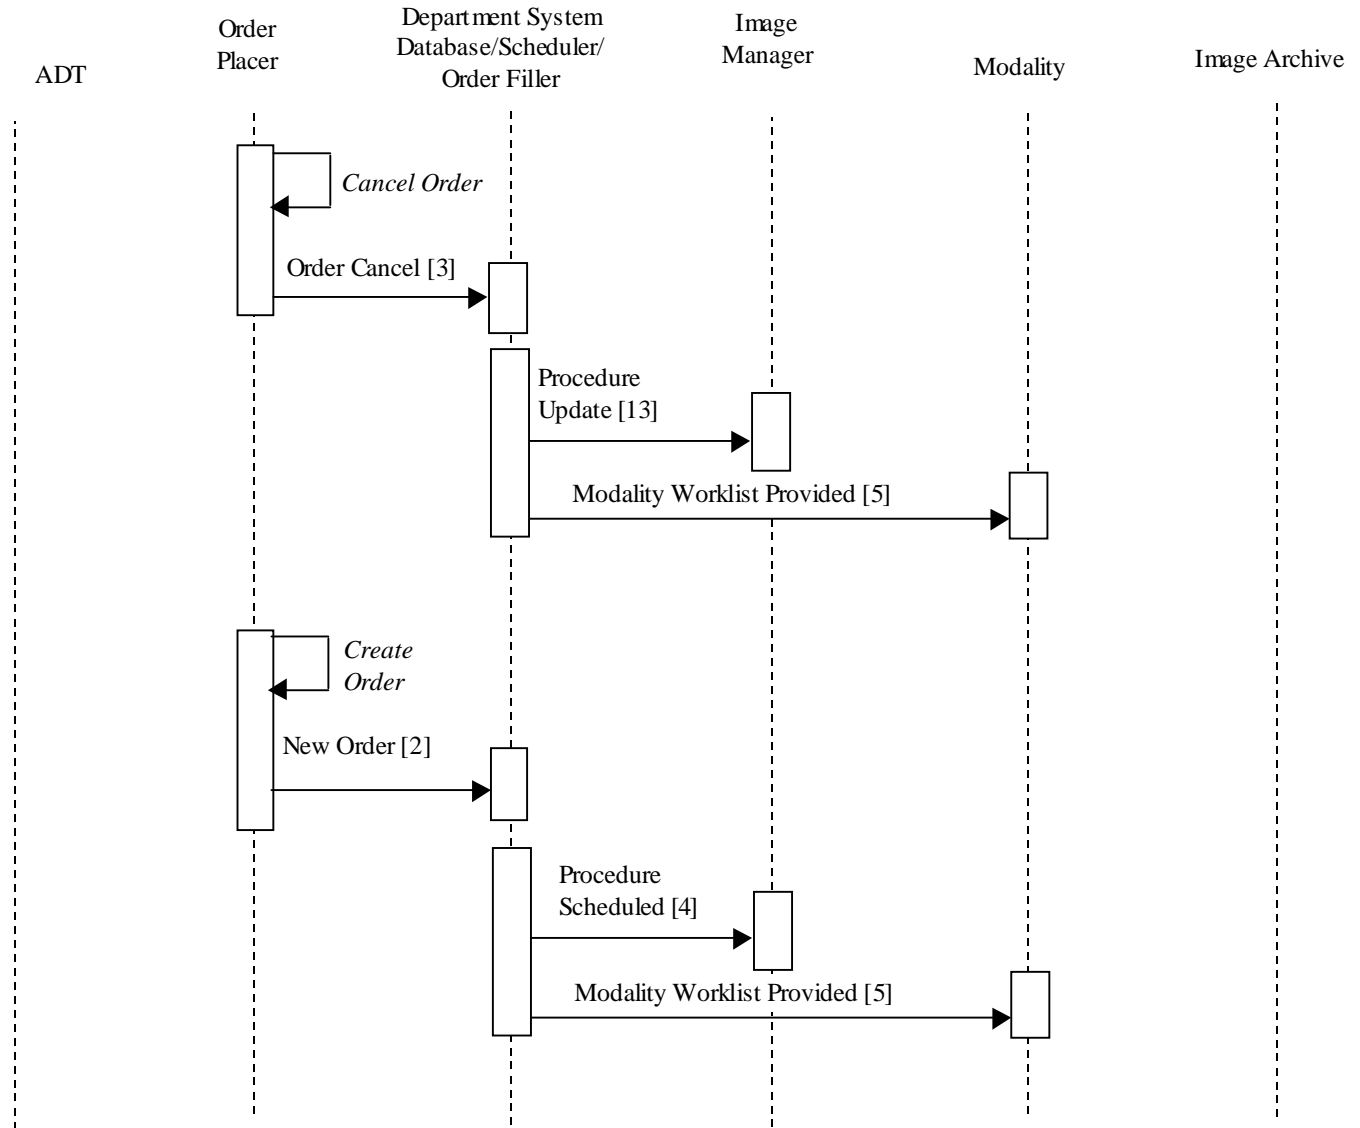 ADT
Order
Placer
Department System
Database/Scheduler/
Order Filler
Image
Manager
Modality
Image Archive
Cancel Order
Order Cancel [3]
Procedure
Update [13]
Modality Worklist Provided [5]
Create
Order
New Order [2]
Procedure
Scheduled [4]
Modality Worklist Provided [5]